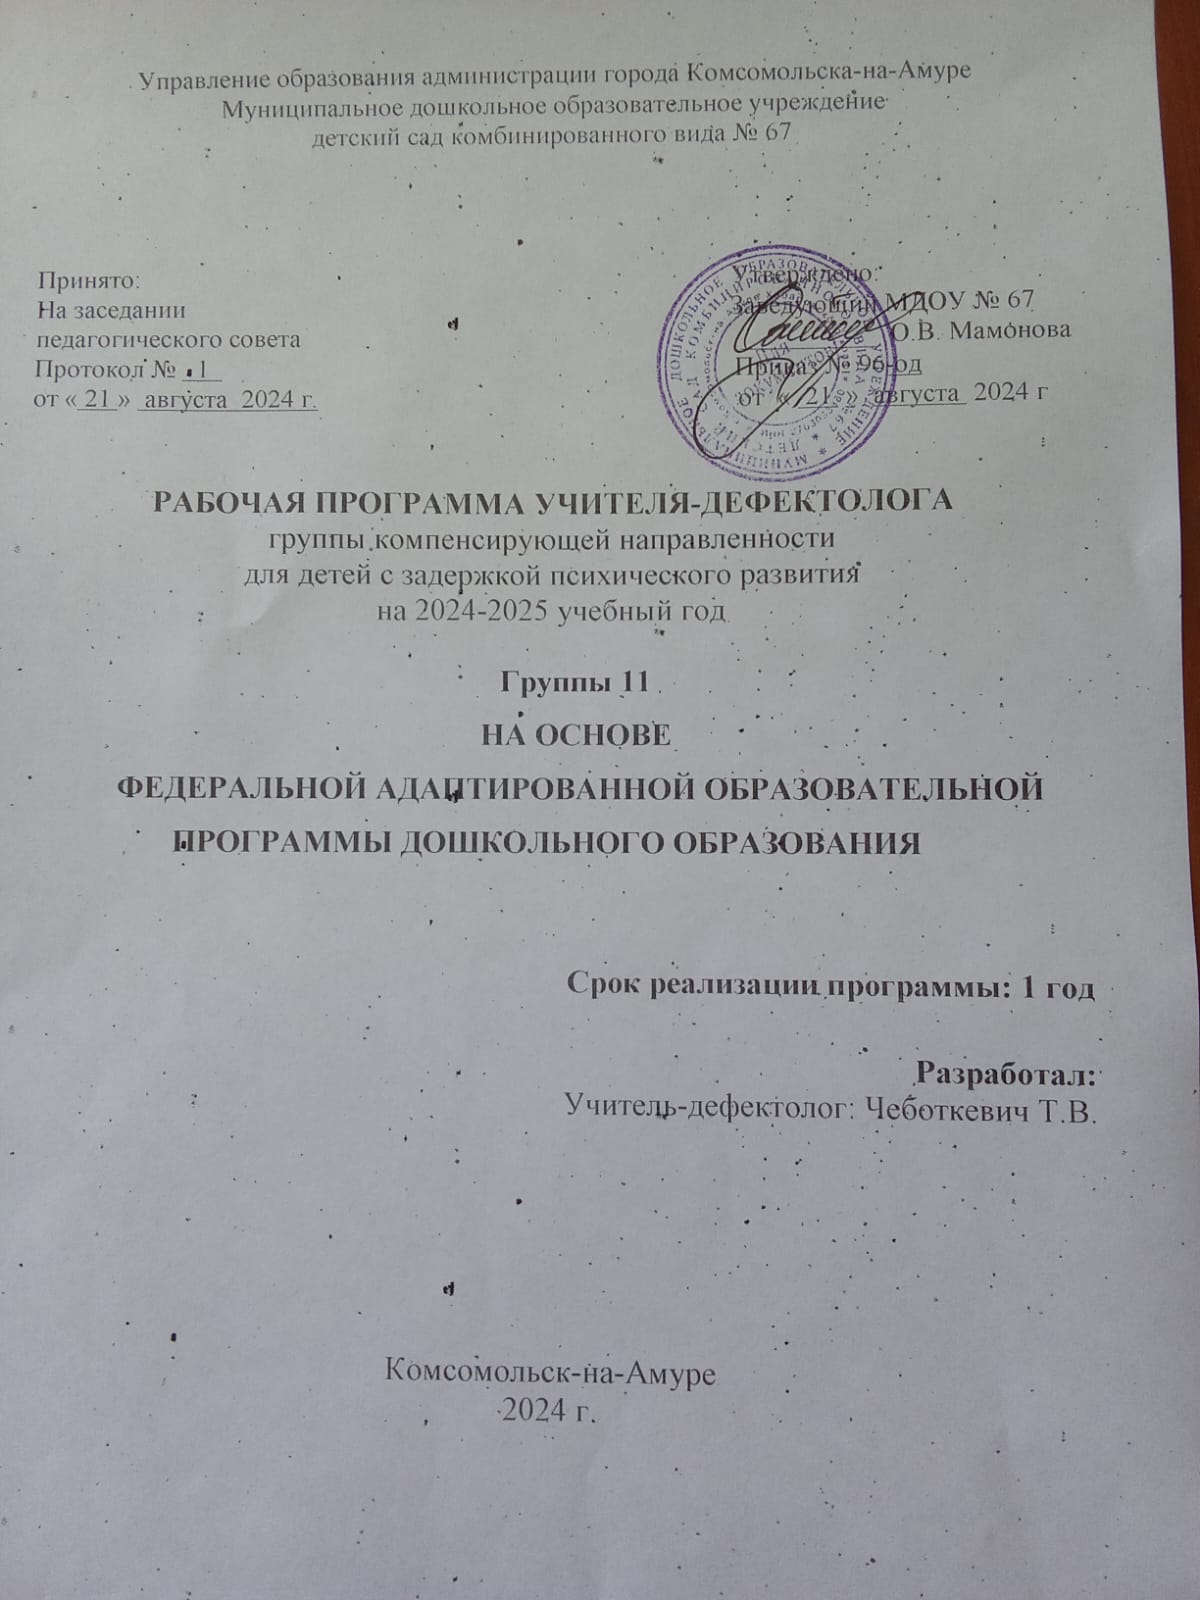 Управление образования администрации города Комсомольска-на-Амуре
Муниципальное дошкольное образовательное учреждение
детский сад комбинированного вида № 67
Принято:
На заседании
педагогического совета
Протокол № 1
от « 21 » августа 2024 г.
Утверждено:
Заведующий МДОУ № 67
О.В. Мамонова
Приказ № 96-од
от « 21 » августа 2024 г
РАБОЧАЯ ПРОГРАММА УЧИТЕЛЯ-ДЕФЕКТОЛОГА
группы компенсирующей направленности
для детей с задержкой психического развития
на 2024-2025 учебный год
Группы 11
НА ОСНОВЕ
ФЕДЕРАЛЬНОЙ АДАПТИРОВАННОЙ ОБРАЗОВАТЕЛЬНОЙ
ПРОГРАММЫ ДОШКОЛЬНОГО ОБРАЗОВАНИЯ
Срок реализации программы: 1 год
Разработал:
Учитель-дефектолог: Чеботкевич Т.В.
Комсомольск-на-Амуре
2024 г.